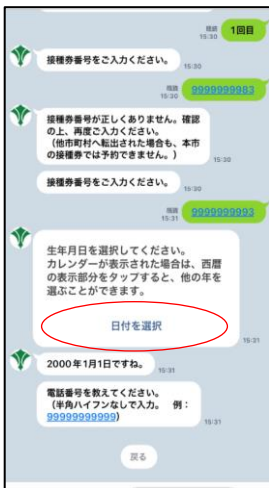 既読
15:30
1回目
接種券番号をご入力ください。
15:30
既読
15:30
9999999983
接種券番号が正しくありません。確認
の上、再度ご入力ください。
（他市町村へ転出された場合も、本市
の接種券では予約できません。）
15:30
接種券番号をご入力ください。
15:30
既読
15:31
9999999993
生年月日を選択してください。
カレンダーが表示された場合は、西暦
の表示部分をタップすると、他の年を
選ぶことができます。
日付を選択
15:31
2000年1月1日ですね。
15:31
電話番号を教えてください。
（半角ハイフンなしで入力。 例：
99999999999)
15:31
戻る